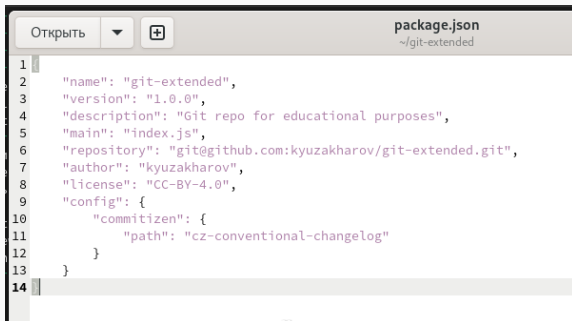 Открыть
package.json
~/git-extended
1 {
2     "name": "git-extended",
3     "version": "1.0.0",
4     "description": "Git repo for educational purposes",
5     "main": "index.js",
6     "repository": "git@github.com:kyuzakharov/git-extended.git",
7     "author": "kyuzakharov",
8     "license": "CC-BY-4.0",
9     "config": {
10         "commitizen": {
11             "path": "cz-conventional-changelog"
12         }
13     }
14 }